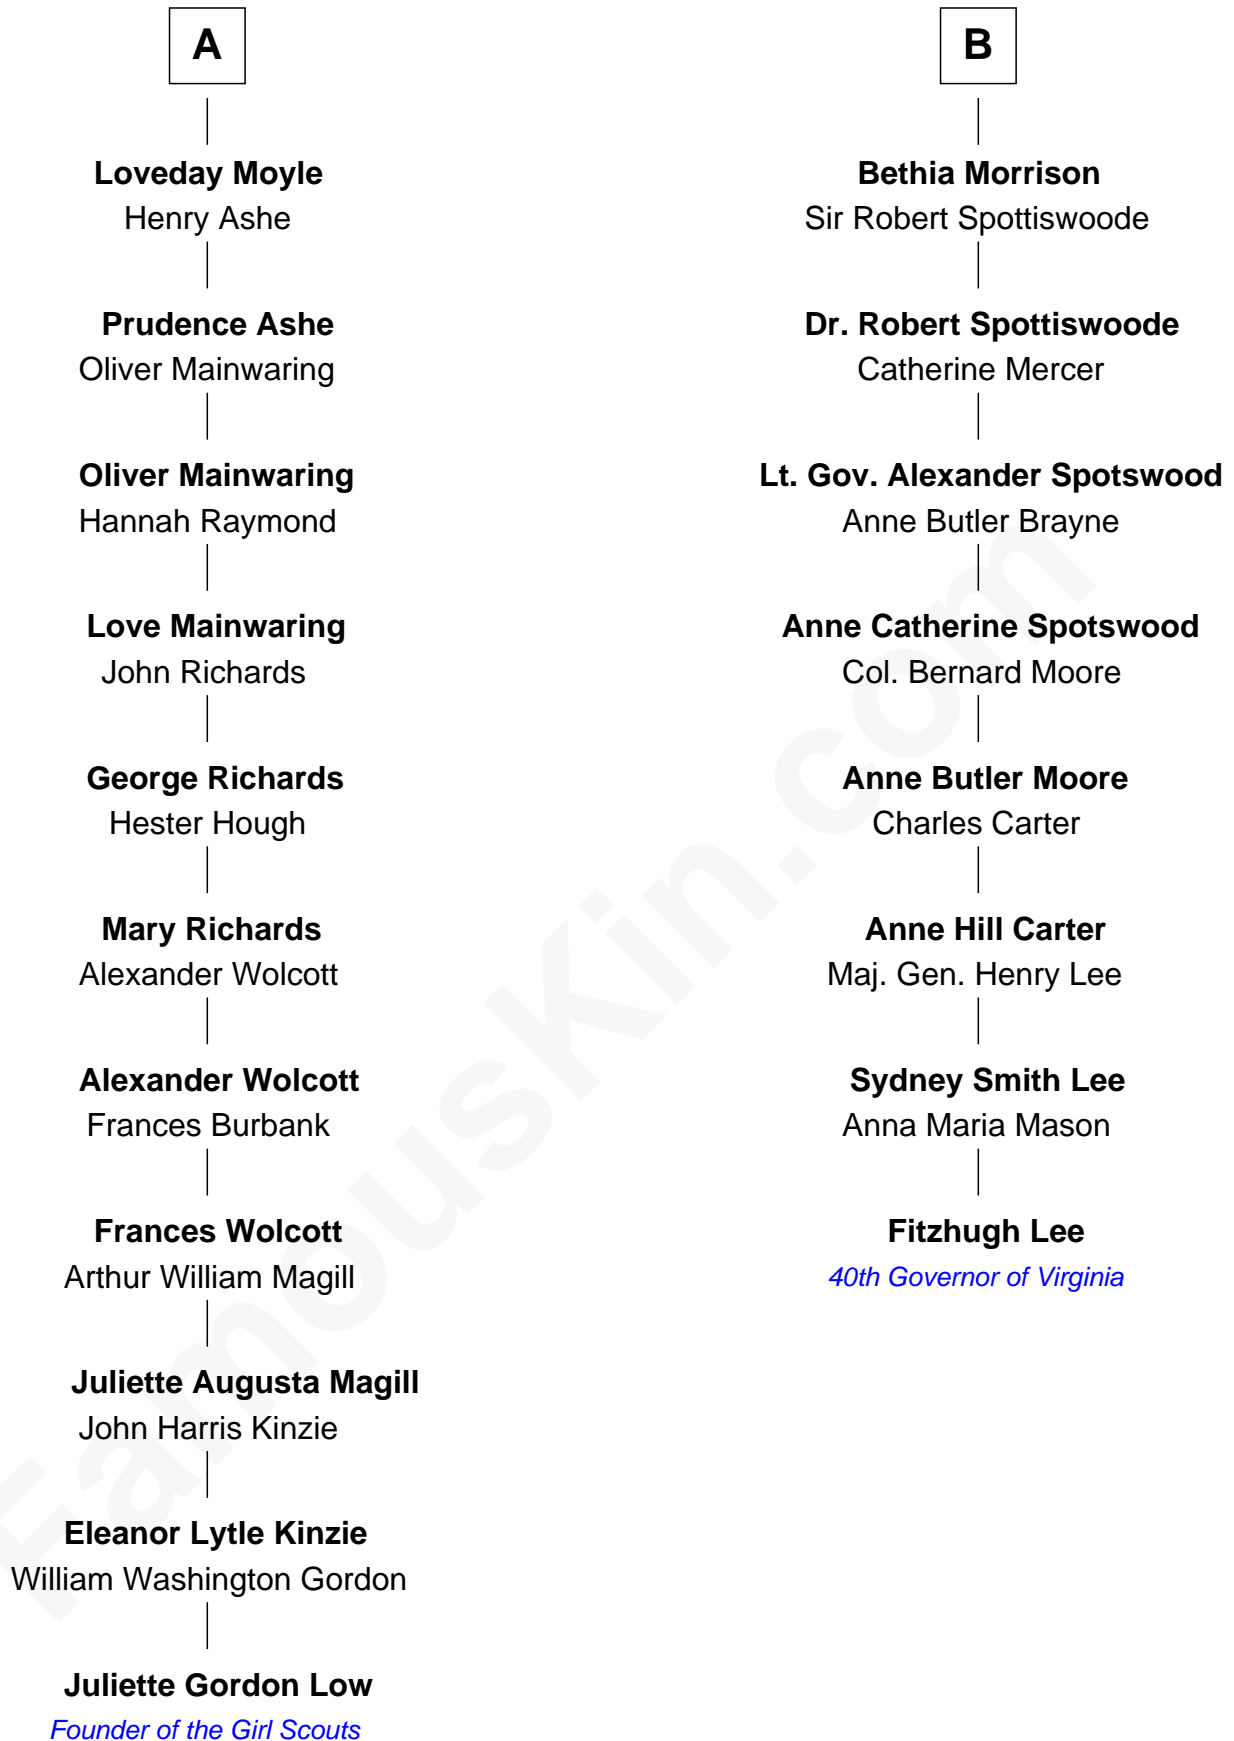 A
Loveday Moyle
Henry Ashe
Prudence Ashe
Oliver Mainwaring
Oliver Mainwaring
Hannah Raymond
Love Mainwaring
John Richards
George Richards
Hester Hough
Mary Richards
Alexander Wolcott
Alexander Wolcott
Frances Burbank
Frances Wolcott
Arthur William Magill
Juliette Augusta Magill
John Harris Kinzie
Eleanor Lytle Kinzie
William Washington Gordon
Juliette Gordon Low
Founder of the Girl Scouts
B
Bethia Morrison
Sir Robert Spottiswoode
Dr. Robert Spottiswoode
Catherine Mercer
Lt. Gov. Alexander Spotswood
Anne Butler Brayne
Anne Catherine Spotswood
Col. Bernard Moore
Anne Butler Moore
Charles Carter
Anne Hill Carter
Maj. Gen. Henry Lee
Sydney Smith Lee
Anna Maria Mason
Fitzhugh Lee
40th Governor of Virginia
FamousKin.com